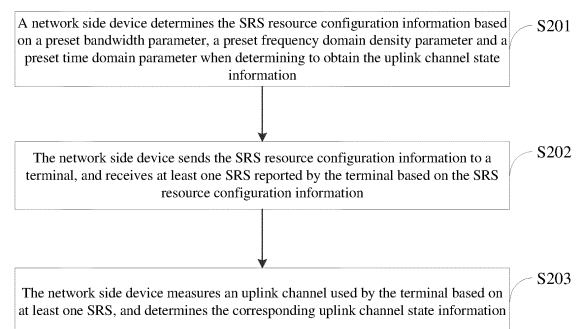 A network side device determines the SRS resource configuration information based
on a preset bandwidth parameter, a preset frequency domain density parameter and a
preset time domain parameter when determining to obtain the uplink channel state
information
S201
The network side device sends the SRS resource configuration information to a
terminal, and receives at least one SRS reported by the terminal based on the SRS
resource configuration information
S202
The network side device measures an uplink channel used by the terminal based on
at least one SRS, and determines the corresponding uplink channel state information
S203